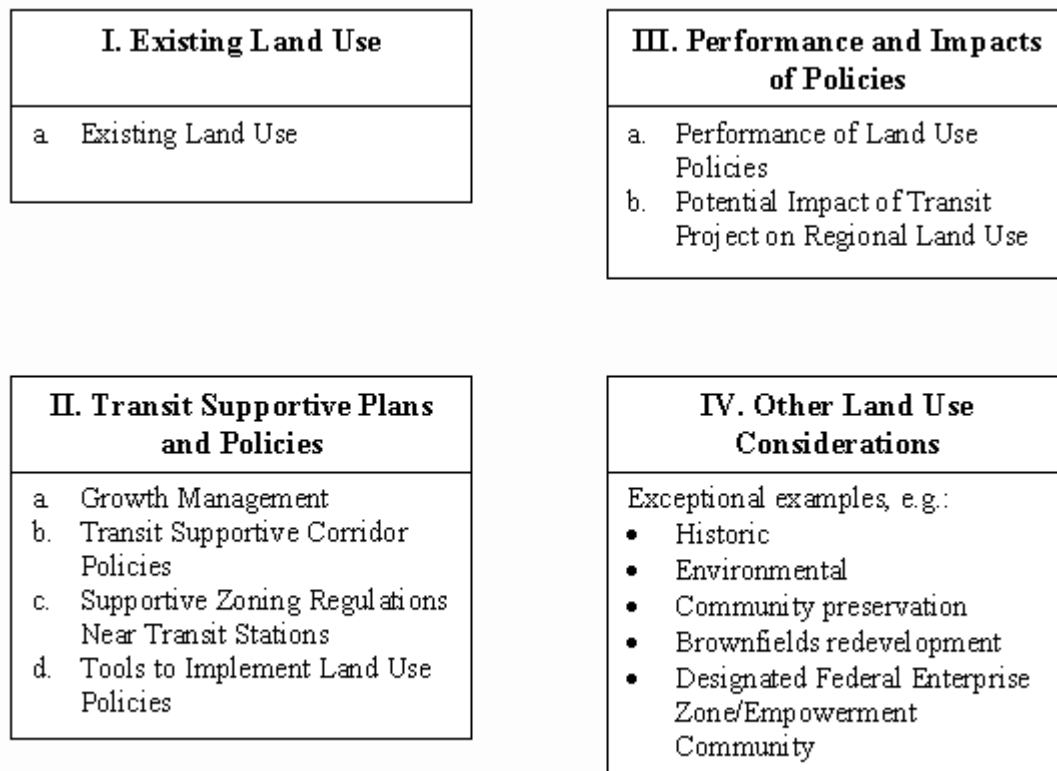 I. Existing Land Use
a Existing Land Use
II. Transit Supportive Plans
and Policies
a Growth Management
b. Transit Supportive Corridor
Policies
c. Supportive Zoning Regulations
Near Transit Stations
d. Tools to Implement Land Use
Policies
III. Performance and Impacts
of Policies
a. Performance of Land Use
Policies
b. Potential Impact of Transit
Project on Regional Land Use
IV. Other Land Use
Considerations
Exceptional examples, e.g.:
• Historic
• Environmental
• Community preservation
• Brownfields redevelopment
• Designated Federal Enterprise
Zone/Empowerment
Community